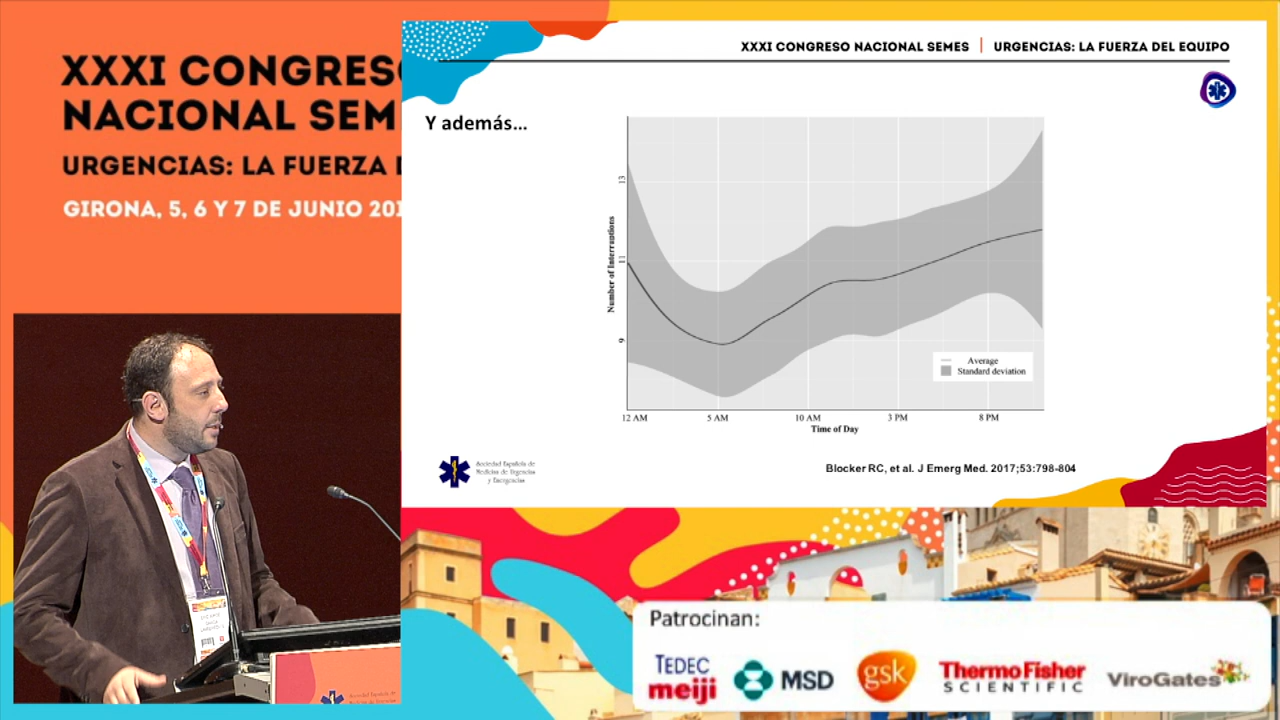 XXXI CONGRESO
NACIONAL SEM
URGENCIAS: LA FUERZA
GIRONA, 5, 6 Y 7 DE JUNIO 201
XXXI CONGRESO NACIONAL SEMES | URGENCIAS: LA FUERZA DEL EQUIPO
Y además...
Number of Interruptions
13
11
9
Average
Standard deviation
12 AM
5 AM
10 AM
3 PM
8 PM
Time of Day
Sociedad Española de
Medicina de Urgencias
y Emergencias
Blocker RC, et al. J Emerg Med. 2017;53:798-804
Patrocinan:
TEDEC
meiji
MSD
gsk
ThermoFisher
SCIENTIFIC
ViroGates